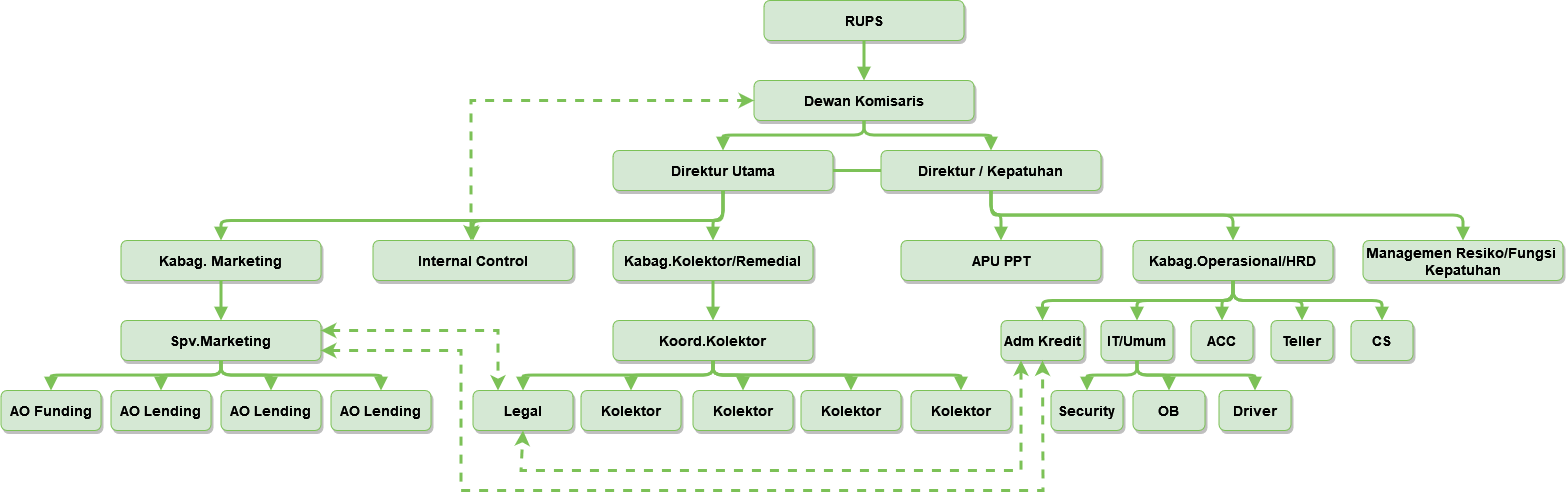 RUPS
Dewan Komisaris
Direktur Utama
Direktur / Kepatuhan
Kabag. Marketing
Internal Control
Kabag.Kolektor/Remedial
APU PPT
Kabag.Operasional/HRD
Managemen Resiko/Fungsi
Kepatuhan
Spv.Marketing
Koord.Kolektor
Adm Kredit
IT/Umum
ACC
Teller
CS
AO Funding
AO Lending
AO Lending
AO Lending
Legal
Kolektor
Kolektor
Kolektor
Kolektor
Security
OB
Driver